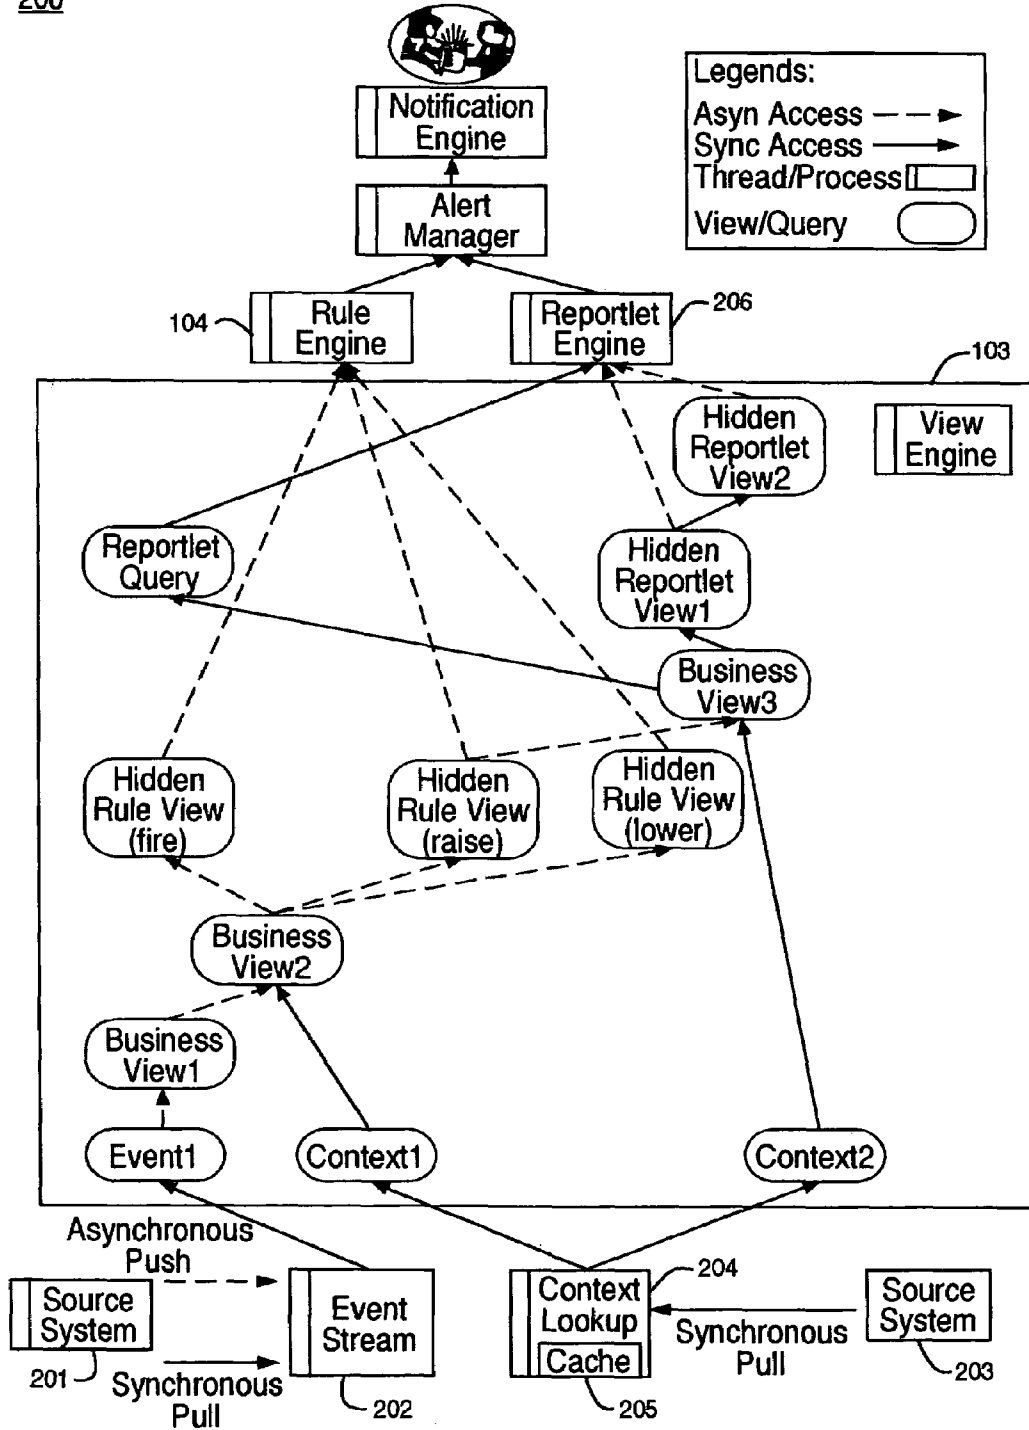 200
Legends:
Asyn Access
Sync Access
Thread/Process
View/Query
Notification
Engine
Alert
Manager
104
Rule
Engine
Reportlet
Engine
206
103
View
Engine
Hidden
Reportlet
View2
Reportlet
Query
Hidden
Reportlet
View1
Business
View3
Hidden
Rule View
(fire)
Hidden
Rule View
(raise)
Hidden
Rule View
(lower)
Business
View2
Business
View1
Event1
Context1
Context2
Asynchronous
Push
Source
System
201
Synchronous
Pull
Event
Stream
202
Context
Lookup
Cache
204
205
Synchronous
Pull
Source
System
203